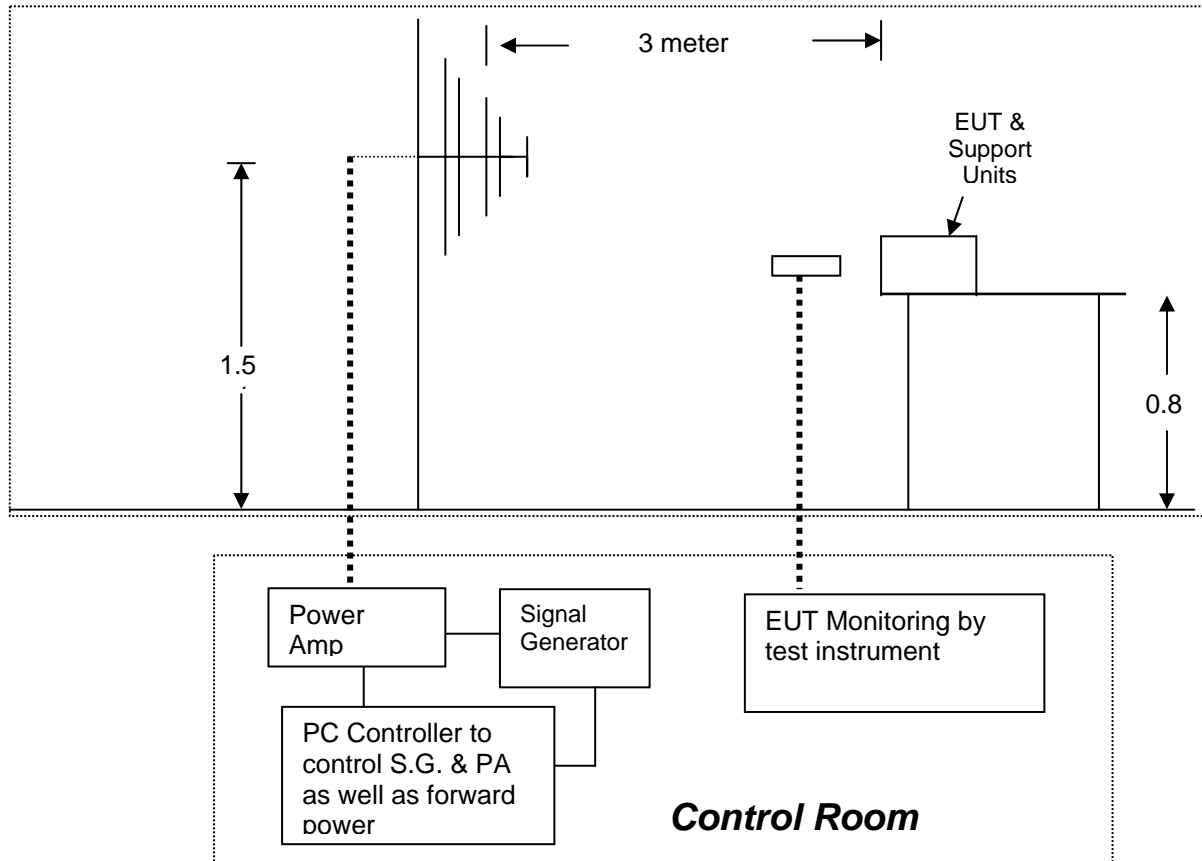 3 meter
EUT &
Support
Units
1.5
0.8
Power
Amp
Signal
Generator
EUT Monitoring by
test instrument
PC Controller to
control S.G. & PA
as well as forward
power
Control Room